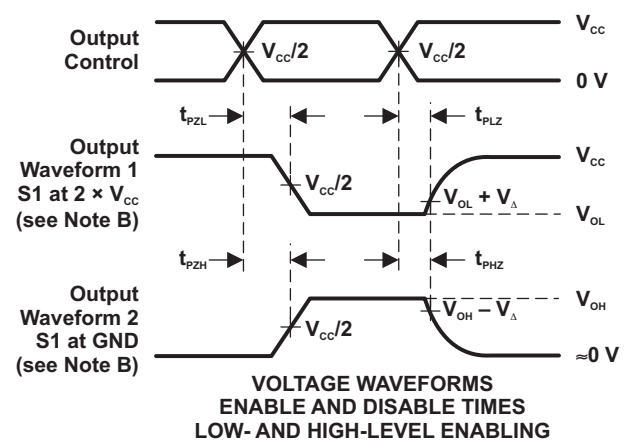 Output
Control
V_CC/2
V_CC/2
V_CC
0 V
t_PZL
t_PLZ
Output
Waveform 1
S1 at 2 × V_CC
(see Note B)
V_CC/2
V_OL + V_Δ
V_CC
V_OL
t_PZH
t_PHZ
Output
Waveform 2
S1 at GND
(see Note B)
V_CC/2
V_OH – V_Δ
V_OH
≈0 V
VOLTAGE WAVEFORMS
ENABLE AND DISABLE TIMES
LOW- AND HIGH-LEVEL ENABLING